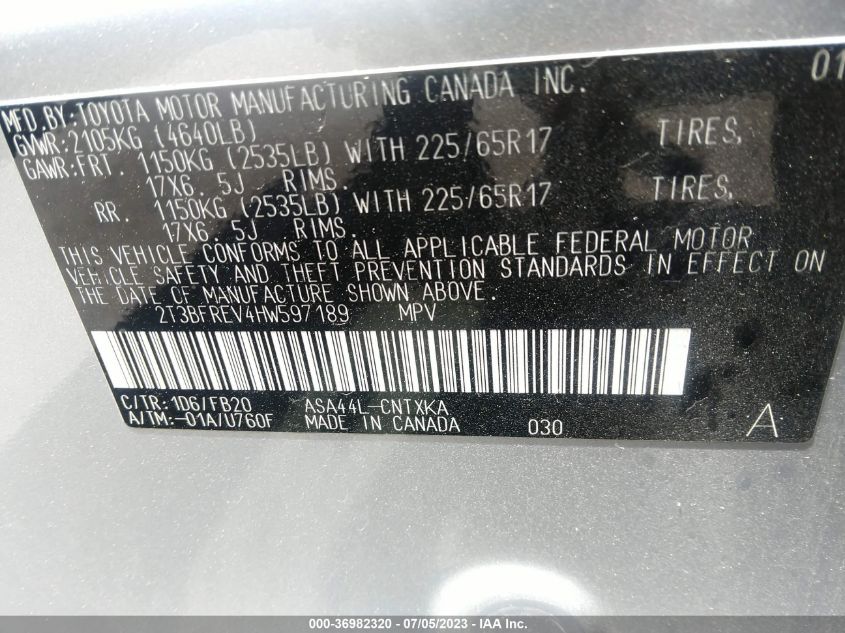 01
MFD.BY:TOYOTA MOTOR MANUFACTURING CANADA INC.
GVWR:2105KG (4640LB)
GAWR:FRT. 1150KG (2535LB) WITH 225/65R17 TIRES,
17X6.5J RIMS.
RR. 1150KG (2535LB) WITH 225/65R17 TIRES,
17X6.5J RIMS.
THIS VEHICLE CONFORMS TO ALL APPLICABLE FEDERAL MOTOR
VEHICLE SAFETY AND THEFT PREVENTION STANDARDS IN EFFECT ON
THE DATE OF MANUFACTURE SHOWN ABOVE.
2T3BFREV4HW597189 MPV
C/TR:1D6/FB20 ASA44L-CNTXKA
A/TM:-01A/U760F MADE IN CANADA 030 A
000-36982320 / 07/05/2023 - IAA Inc.